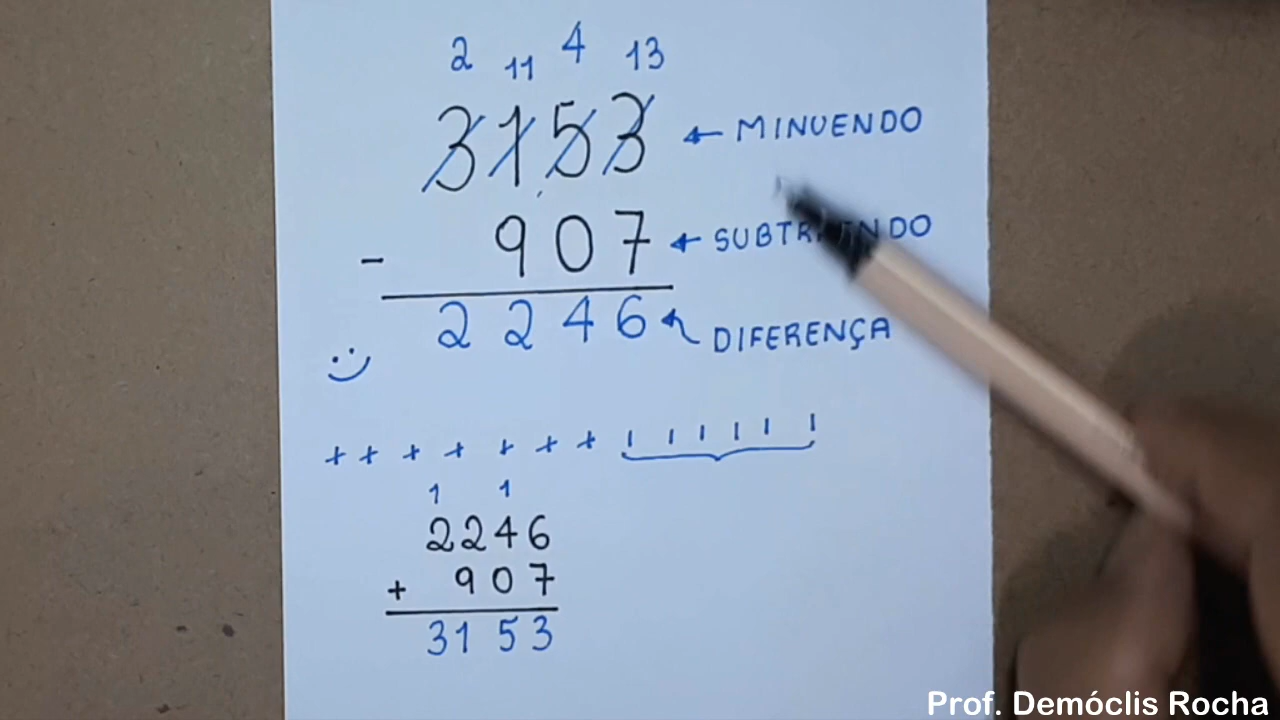 2 11 4 13
3153 ← MINUENDO
- 907 ← SUBTRAENDO
2246 ← DIFERENÇA
+ + + + + + + | | | | | |
1 1
2246
+ 907
3153
Prof. Demóclis Rocha